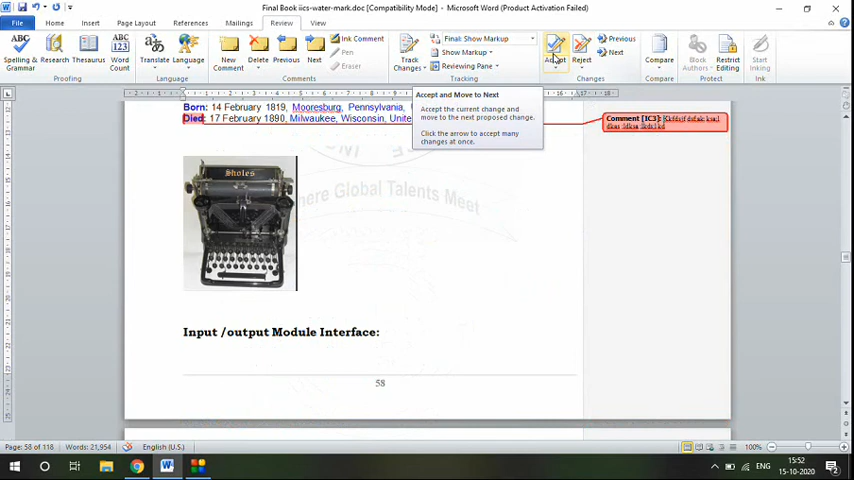 Final Book iics-water-mark.doc [Compatibility Mode] - Microsoft Word (Product Activation Failed)
File Home Insert Page Layout References Mailings Review View
Spelling & Grammar
Research
Thesaurus
Word Count
Proofing
Translate
Language
Language
New Comment
Delete
Previous
Next
Ink Comment
Pen
Eraser
Comments
Track Changes
Final: Show Markup
Show Markup
Reviewing Pane
Tracking
Accept
Reject
Previous
Next
Changes
Compare
Compare
Block Authors
Restrict Editing
Protect
Start Inking
Ink
Accept and Move to Next
Accept the current change and
move to the next proposed change.
Click the arrow to accept many
changes at once.
Born: 14 February 1819, Mooresburg, Pennsylvania,
Died: 17 February 1890, Milwaukee, Wisconsin, Unite
Comment [IC3]:
Sholes
here Global Talents Meet
Input /output Module Interface:
58
Page: 58 of 118
Words: 21,954
English (U.S.)
100%
ENG
15:52
15-10-2020
2